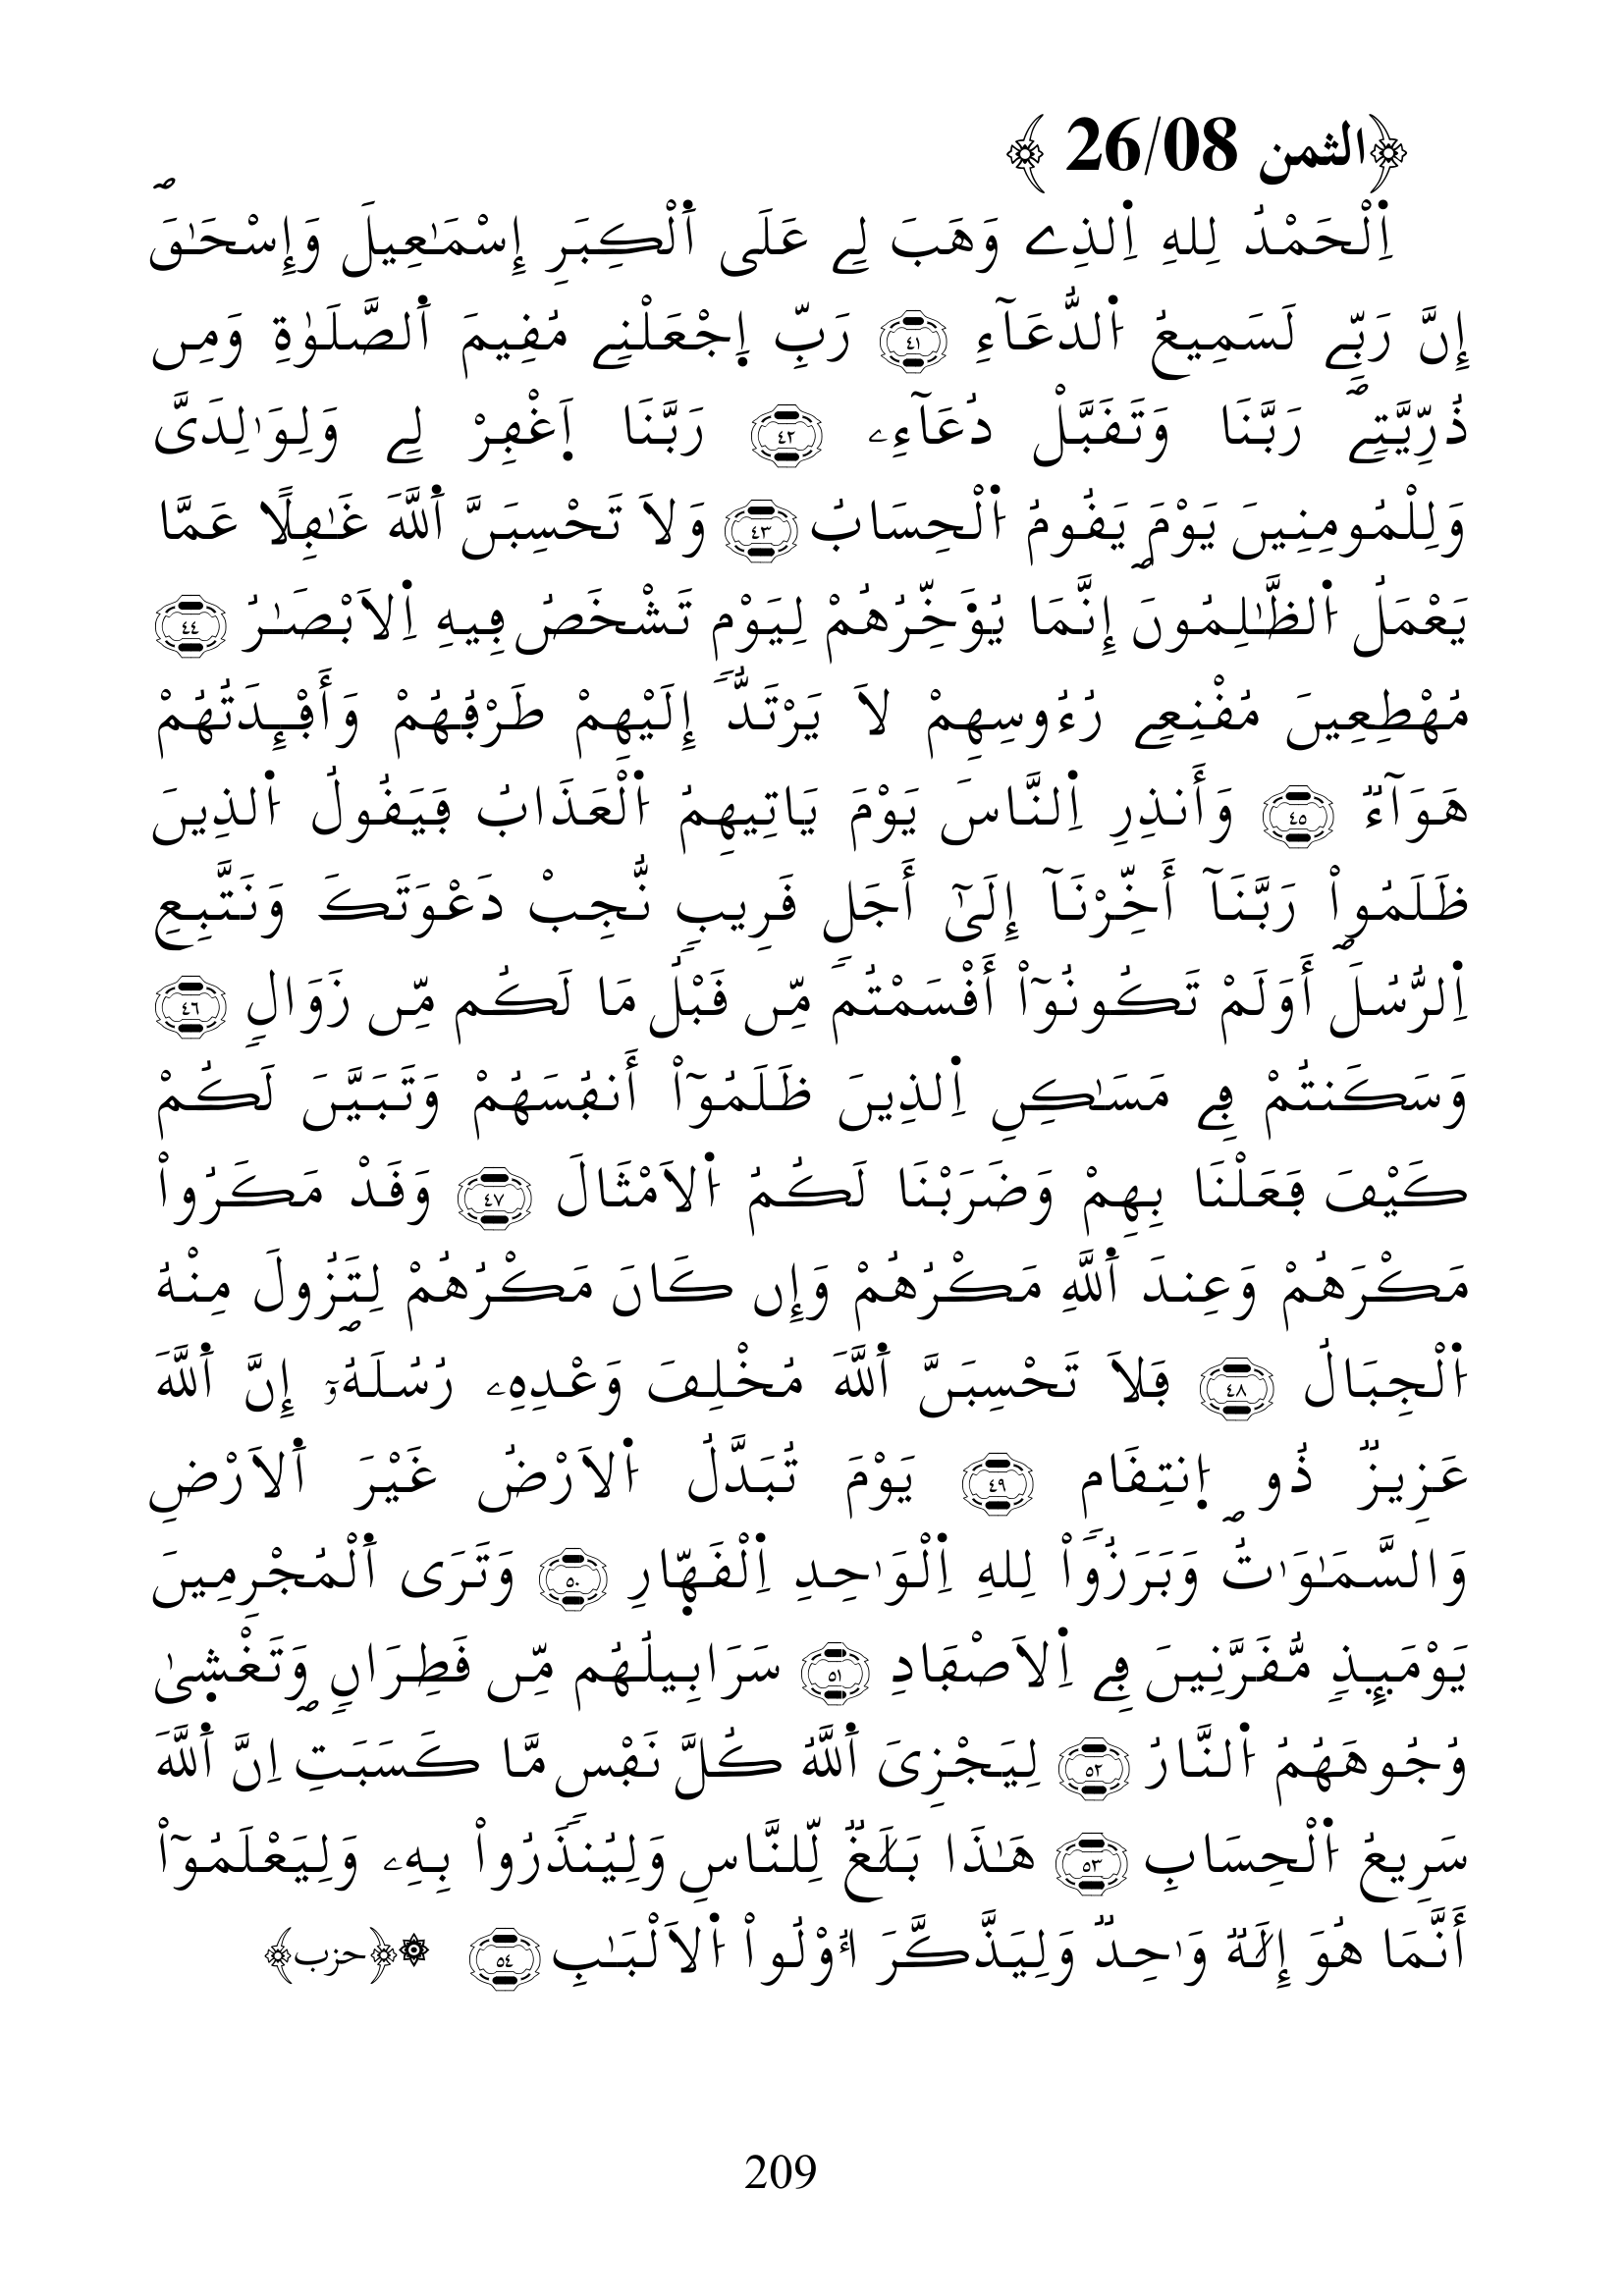 ﴿الثمن 26/08 ﴾
اِ۬لْحَمْدُ لِلهِ اِ۬لذِے وَهَبَ لِے عَلَى اَ۬لْكِبَرِ إِسْمَٰعِيلَ وَإِسْحَٰقَۖ
إِنَّ رَبِّے لَسَمِيعُ اُ۬لدُّعَآءِ ٤١ رَبِّ اِ۪جْعَلْنِے مُفِيمَ اَ۬لصَّلَوٰةِ وَمِن
ذُرِّيَّتِےۖ رَبَّنَا وَتَفَبَّلْ دُعَآءِۦ ٤٢ رَبَّنَا اَ۪غْفِرْ لِے وَلِوَٰلِدَىَّ
وَلِلْمُومِنِينَ يَوْمَ يَفُومُ اُ۬لْحِسَابُۖ ٤٣ وَلَا تَحْسِبَنَّ اَ۬للَّهَ غَٰفِلًا عَمَّا
يَعْمَلُ اُ۬لظَّٰلِمُونَۖ إِنَّمَا يُوَ۬خِّرُهُمْ لِيَوْمٖ تَشْخَصُ فِيهِ اِ۬لَابْصَٰرُ ٤٤
مُهْطِعِينَ مُفْنِعِے رُءُوسِهِمْ لَا يَرْتَدُّ إِلَيْهِمْ طَرْفُهُمْ وَأَفْـِٕدَتُهُمْ
هَوَآءٞ ٤٥ وَأَنذِرِ اِ۬لنَّاسَ يَوْمَ يَاتِيهِمُ اُ۬لْعَذَابُ فَيَفُولُ اُ۬لذِينَ
ظَلَمُواْ رَبَّنَآ أَخِّرْنَآ إِلَىٰٓ أَجَلٖ فَرِيبٖ نُّجِبْ دَعْوَتَكَ وَنَتَّبِعِ
اِ۬لرُّسُلَۖ أَوَلَمْ تَكُونُوٓاْ أَفْسَمْتُم مِّن فَبْلُ مَا لَكُم مِّن زَوَالٖ ٤٦
وَسَكَنتُمْ فِے مَسَٰكِنِ اِ۬لذِينَ ظَلَمُوٓاْ أَنفُسَهُمْ وَتَبَيَّنَ لَكُمْ
كَيْفَ فَعَلْنَا بِهِمْ وَضَرَبْنَا لَكُمُ اُ۬لَامْثَالَ ٤٧ وَفَدْ مَكَرُواْ
مَكْرَهُمْ وَعِندَ اَ۬للَّهِ مَكْرُهُمْ وَإِن كَانَ مَكْرُهُمْ لِتَزُولَ مِنْهُ
اُ۬لْجِبَالُۖ ٤٨ فَلَا تَحْسِبَنَّ اَ۬للَّهَ مُخْلِفَ وَعْدِهِۦ رُسُلَهُۥٓ إِنَّ اَ۬للَّهَ
عَزِيزٞ ذُو اُ۪نتِفَامٖ ٤٩ يَوْمَ تُبَدَّلُ اُ۬لَارْضُ غَيْرَ اَ۬لَارْضِ
وَالسَّمَٰوَٰتُۖ وَبَرَزُواْ لِلهِ اِ۬لْوَٰحِدِ اِ۬لْفَهّ۪ارِ ٥٠ وَتَرَى اَ۬لْمُجْرِمِينَ
يَوْمَئِذٖ مُّفَرَّنِينَ فِے اِ۬لَاصْفَادِ ٥١ سَرَابِيلُهُم مِّن فَطِرَانٖۖ وَتَغْش۪ىٰ
وُجُوهَهُمُ اُ۬لنَّارُ ٥٢ لِيَجْزِىَ اَ۬للَّهُ كُلَّ نَفْسٖ مَّا كَسَبَتِ اِنَّ اَ۬للَّهَ
سَرِيعُ اُ۬لْحِسَابِ ٥٣ هَٰذَا بَلَٰغٞ لِّلنَّاسِ وَلِيُنذَرُواْ بِهِۦ وَلِيَعْلَمُوٓاْ
أَنَّمَا هُوَ إِلَٰهٞ وَٰحِدٞ وَلِيَذَّكَّرَ أُوْلُواْ اُ۬لَالْبَٰبِ ٥٤ ۞﴿حزب﴾
209